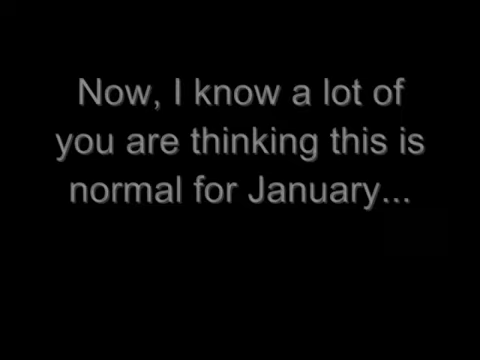 Now, I know a lot of
you are thinking this is
normal for January...